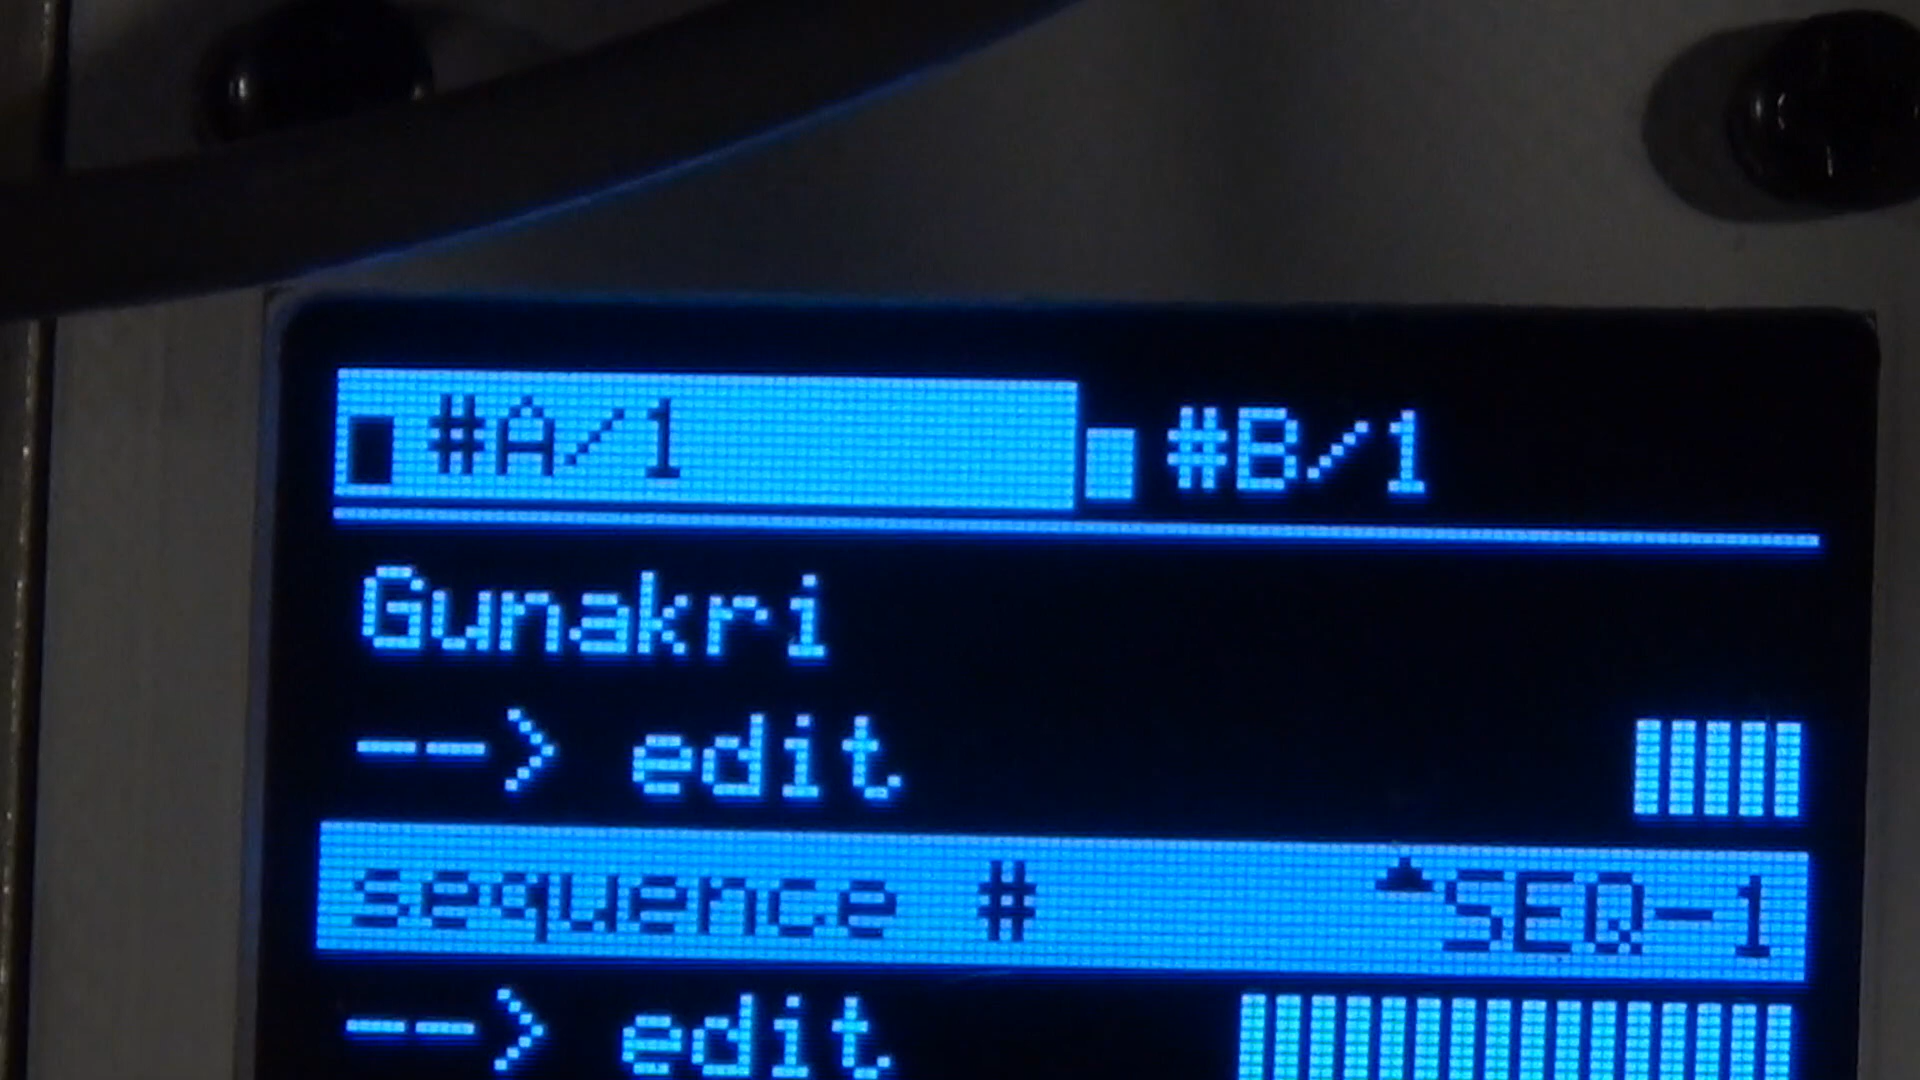 #A/1 #B/1
Gunakri
--> edit
sequence # SEQ-1
--> edit